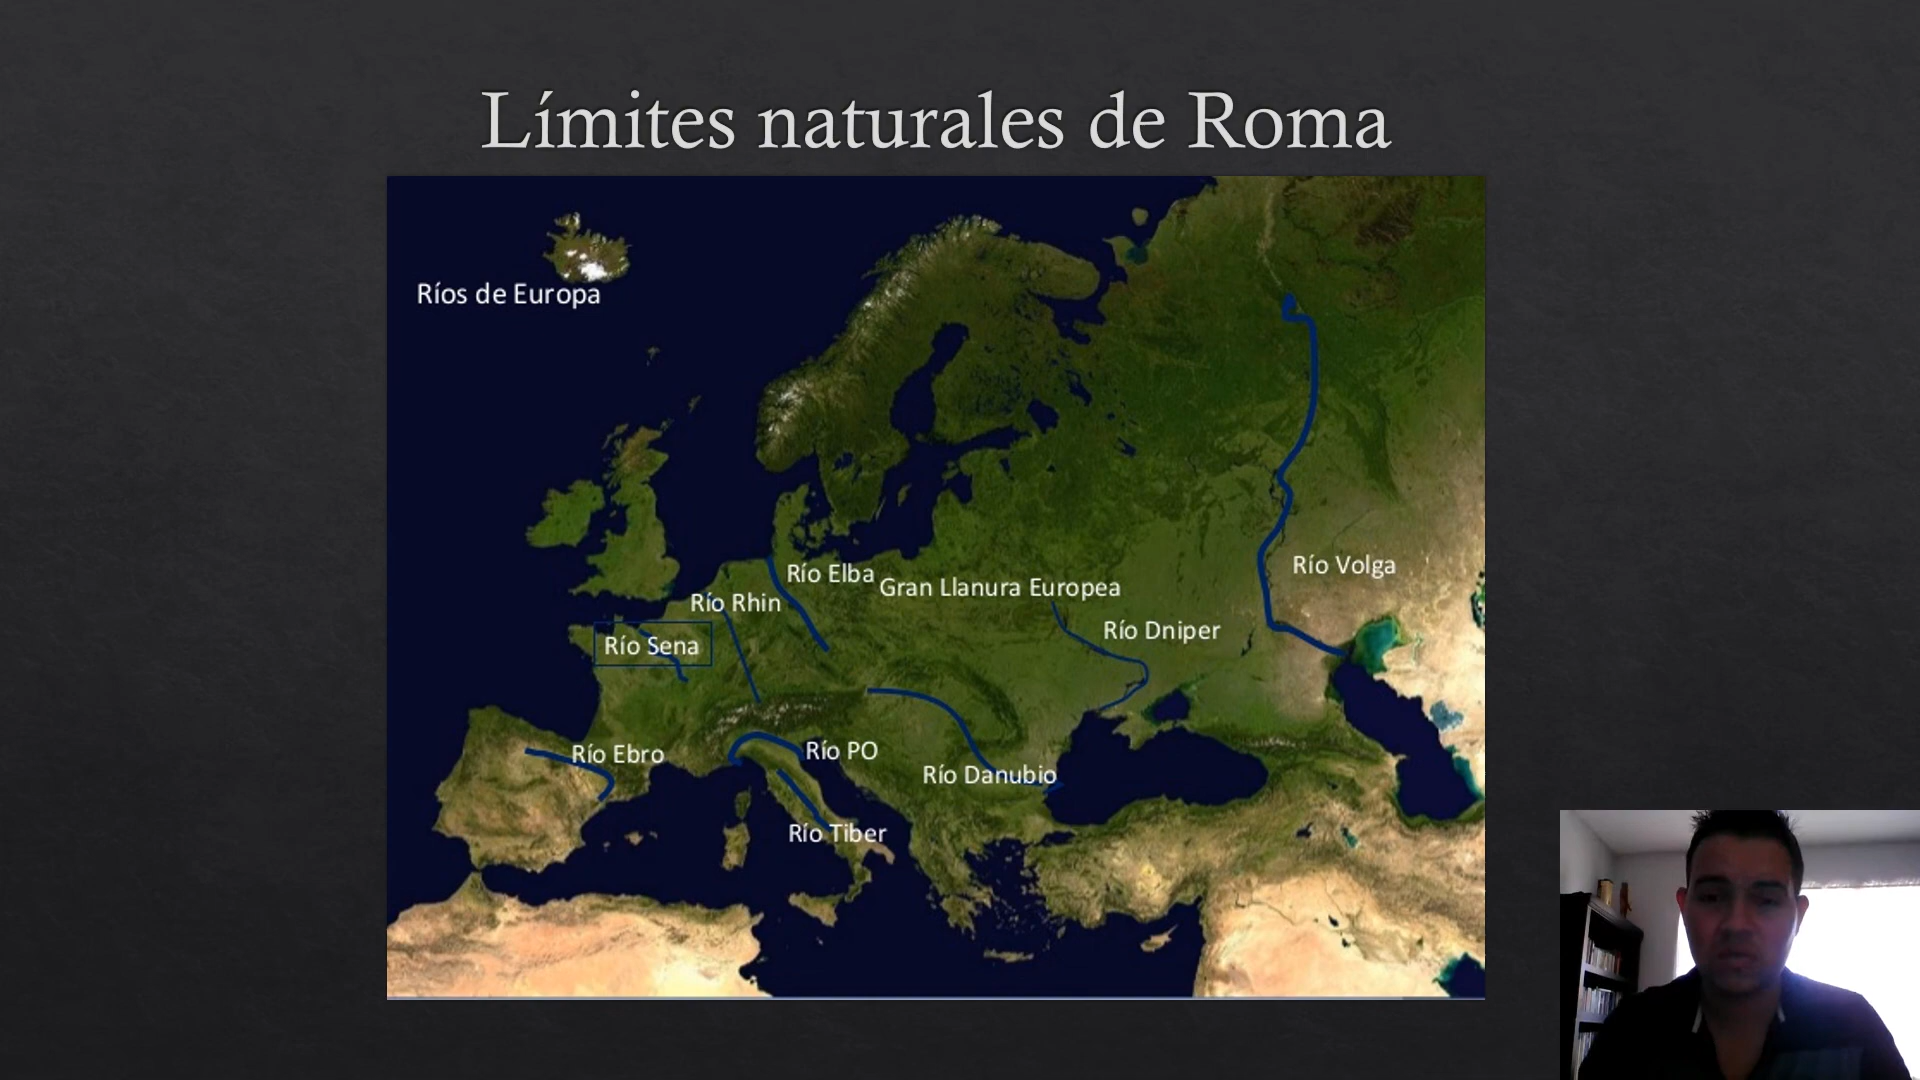 Límites naturales de Roma
Ríos de Europa
Río Elba
Gran Llanura Europea
Río Volga
Río Rhin
Río Dniper
Río Sena
Río Ebro
Río PO
Río Danubio
Río Tiber